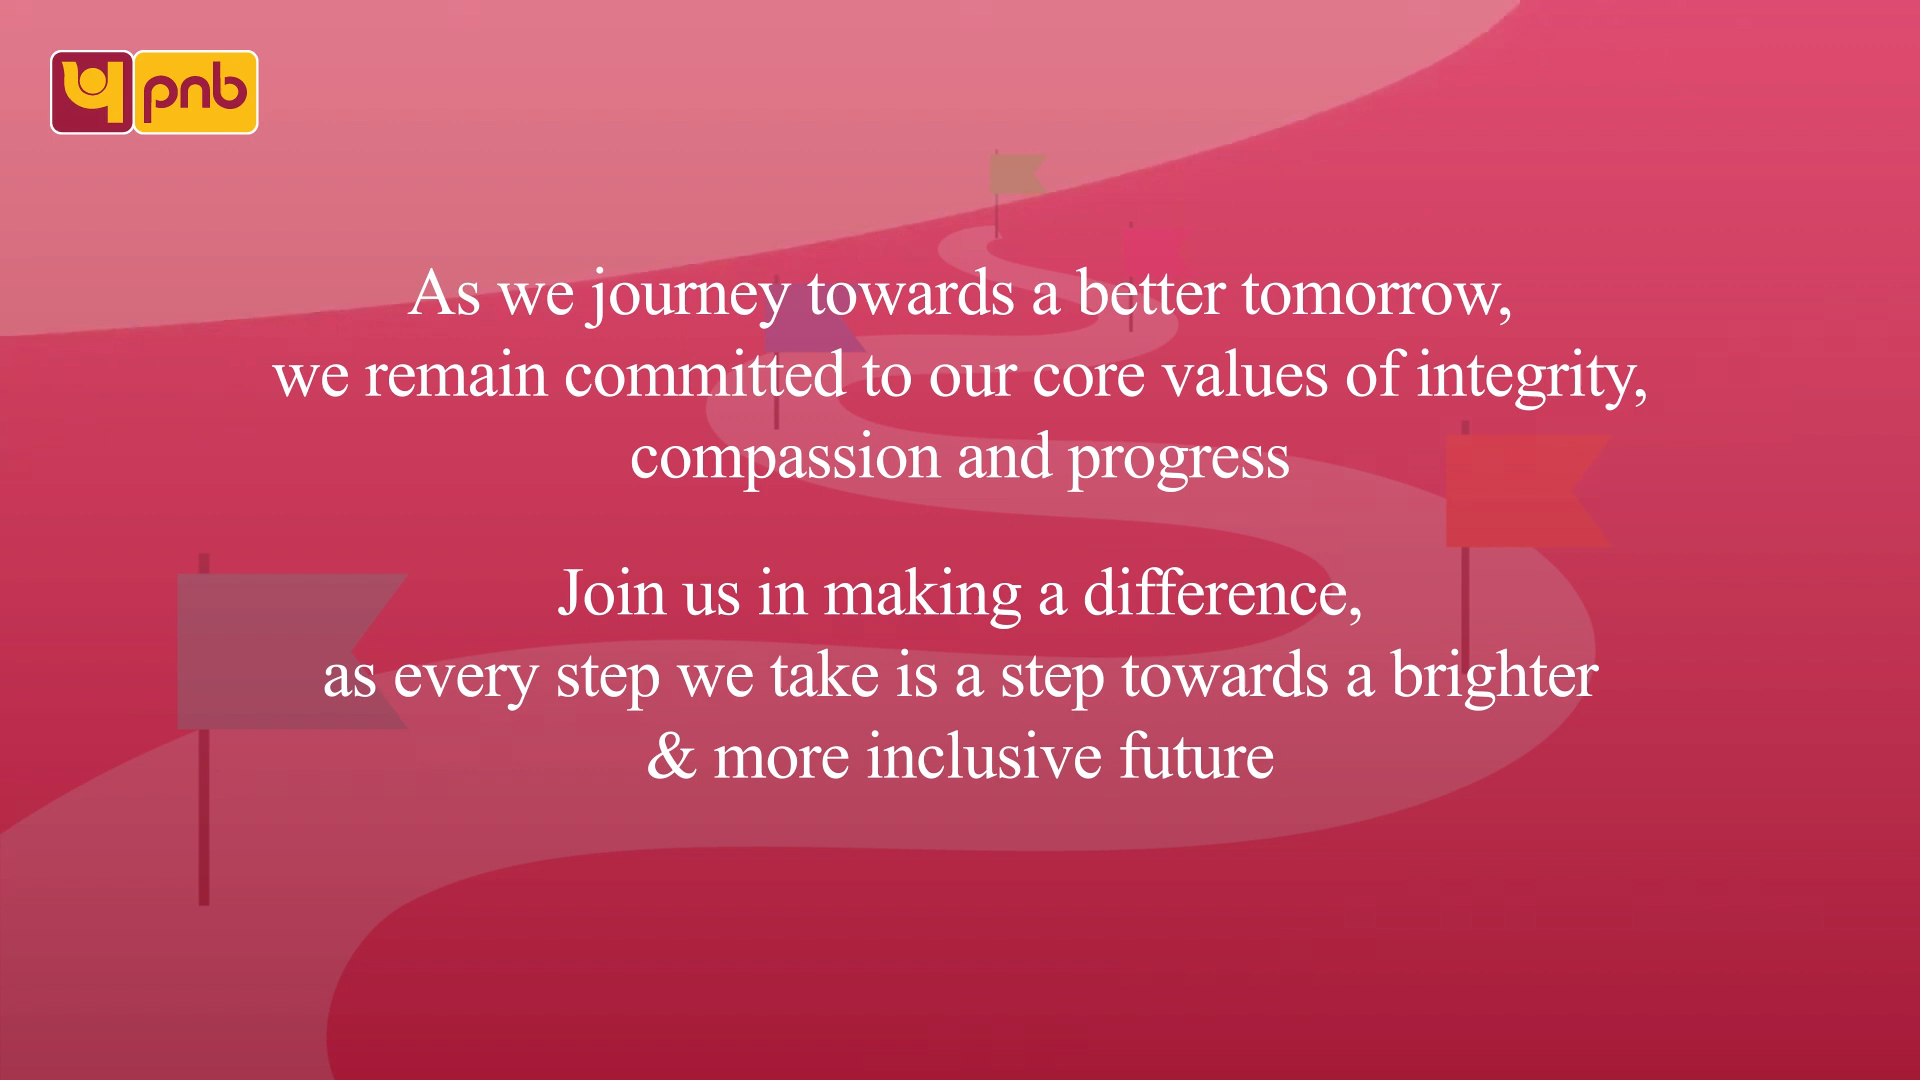 pnb
As we journey towards a better tomorrow,
we remain committed to our core values of integrity,
compassion and progress
Join us in making a difference,
as every step we take is a step towards a brighter
& more inclusive future